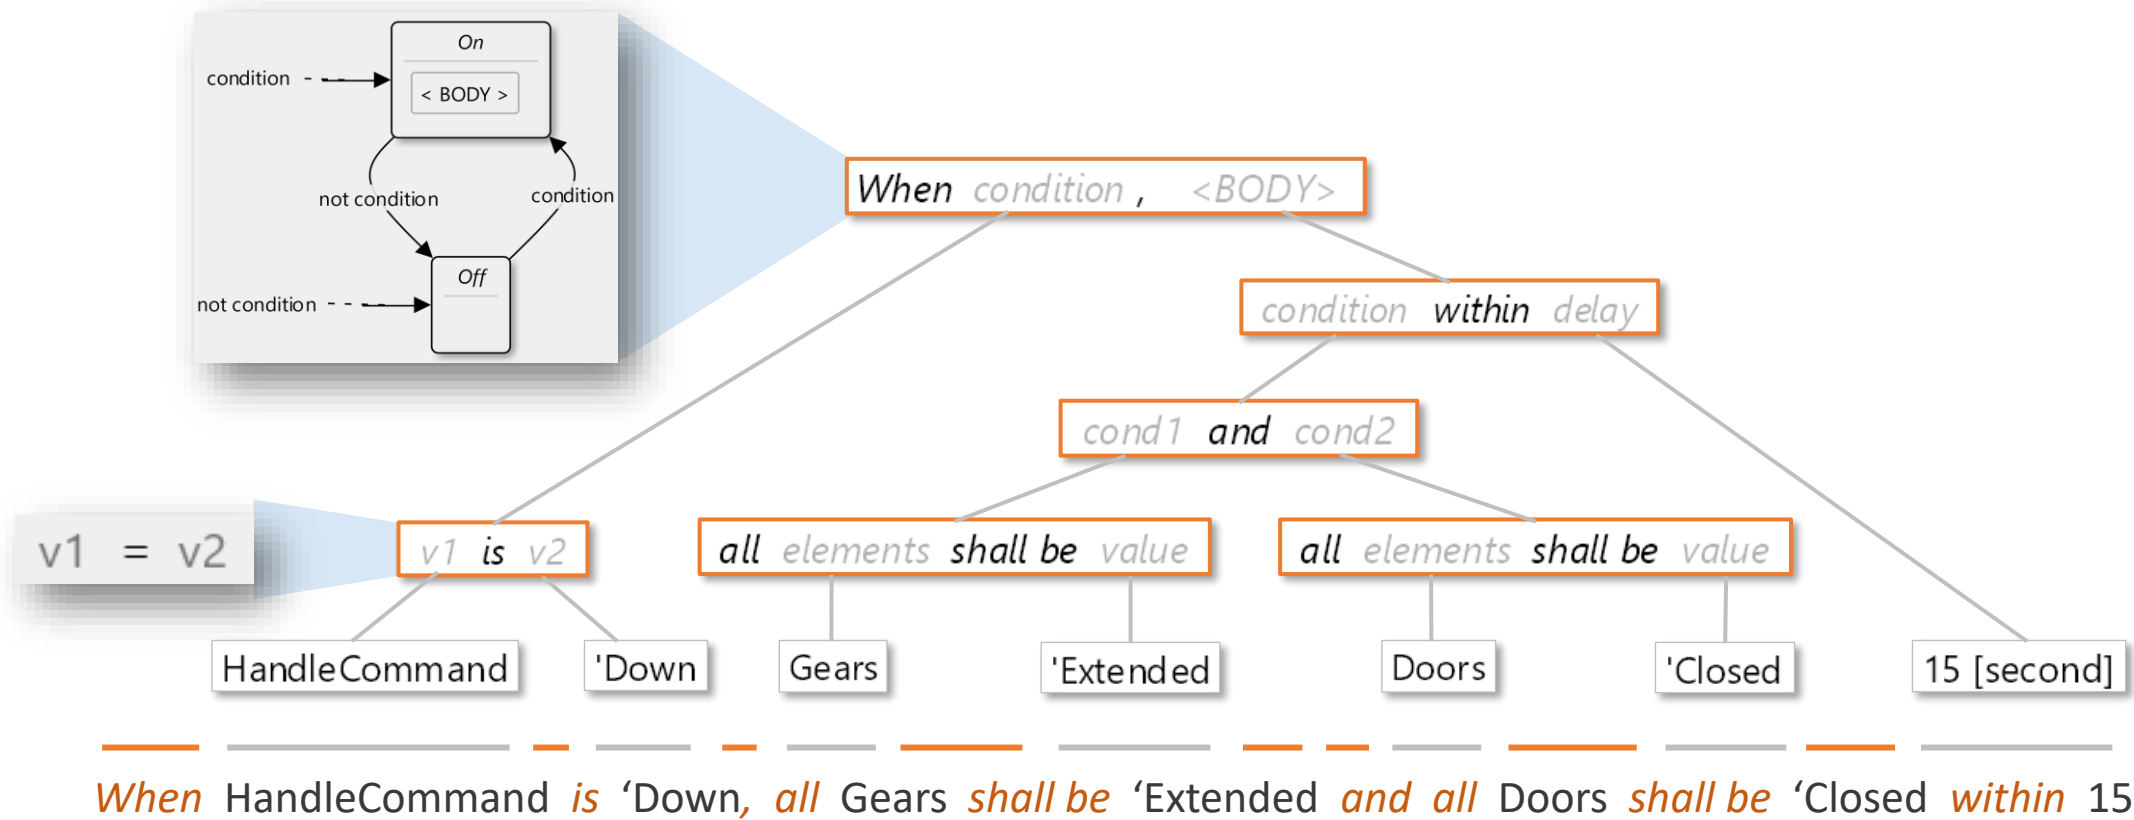 On
condition
< BODY >
not condition
condition
Off
not condition
When condition , <BODY>
condition within delay
cond1 and cond2
v1 = v2
v1 is v2
all elements shall be value
all elements shall be value
HandleCommand
'Down
Gears
'Extended
Doors
'Closed
15 [second]
When HandleCommand is ‘Down, all Gears shall be ‘Extended and all Doors shall be ‘Closed within 15